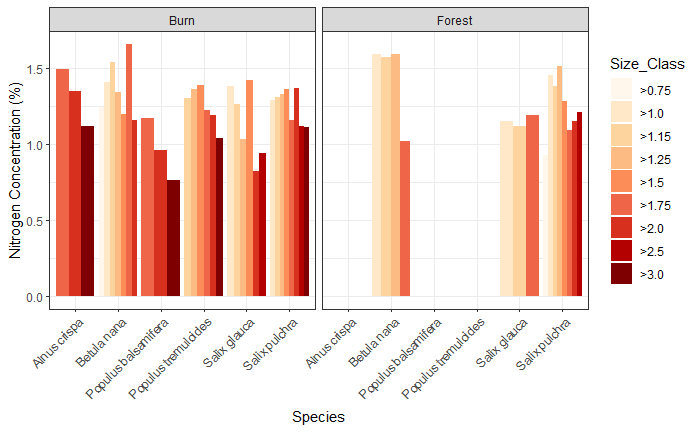 Burn
Forest
Nitrogen Concentration (%)
1.5
1.0
0.5
0.0
Alnus crispa
Betula nana
Populus balsamifera
Populus tremulcides
Salix glauca
Salix pulchra
Alnus crispa
Betula nana
Populus balsamifera
Populus tremulcides
Salix glauca
Salix pulchra
Species
Size_Class
>0.75
>1.0
>1.15
>1.25
>1.5
>1.75
>2.0
>2.5
>3.0